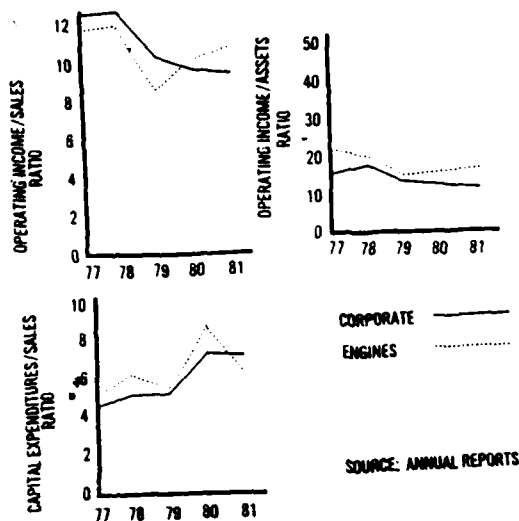 OPERATING INCOME/SALES
RATIO
12
10
8
6
4
2
0
77 78 79 80 81
OPERATING INCOME/ASSETS
RATIO
50
40
30
20
10
0
77 78 79 80 81
CAPITAL EXPENDITURES/SALES
RATIO
10
8
6
4
2
0
77 78 79 80 81
CORPORATE
ENGINES
SOURCE: ANNUAL REPORTS